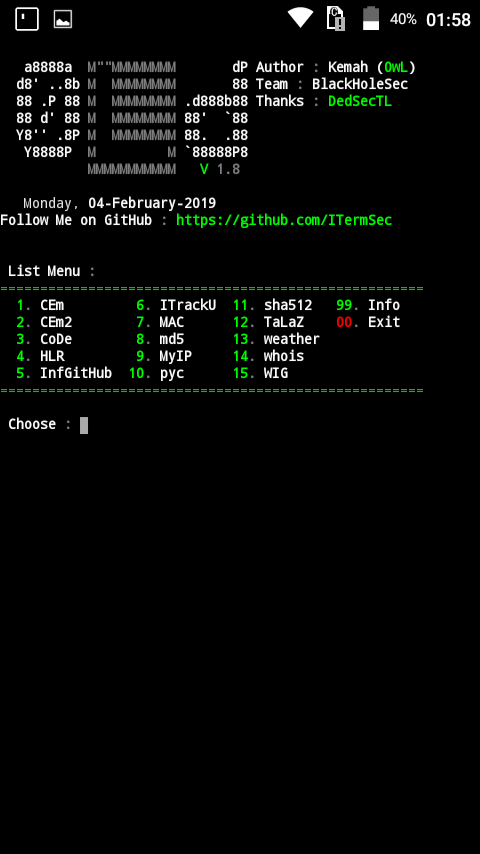 40% 01:58
a8888a M""MMMMMMMM dP Author : Kemah (OwL)
d8' ..8b M MMMMMMMM 88 Team : BlackHoleSec
88 .P 88 M MMMMMMMM .d888b88 Thanks : DedSecTL
88 d' 88 M MMMMMMMM 88' `88
Y8'' .8P M MMMMMMMM 88. .88
Y8888P M M `88888P8
MMMMMMMMMMM V 1.8
Monday, 04-February-2019
Follow Me on GitHub : https://github.com/ITermSec
List Menu :
=====================================================
1. CEm 6. ITrackU 11. sha512 99. Info
2. CEm2 7. MAC 12. TaLaZ 00. Exit
3. CoDe 8. md5 13. weather
4. HLR 9. MyIP 14. whois
5. InfGitHub 10. pyc 15. WIG
=====================================================
Choose :